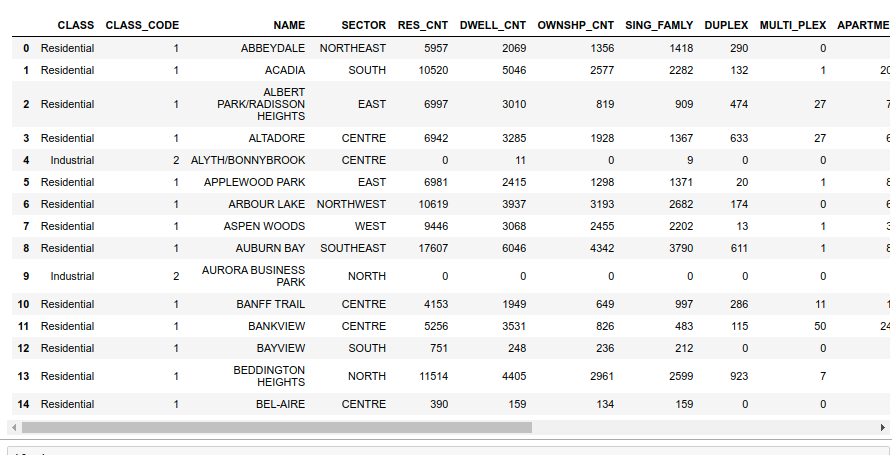 CLASS CLASS_CODE NAME SECTOR RES_CNT DWELL_CNT OWNSHP_CNT SING_FAMLY DUPLEX MULTI_PLEX APARTME
0 Residential 1 ABBEYDALE NORTHEAST 5957 2069 1356 1418 290 0
1 Residential 1 ACADIA SOUTH 10520 5046 2577 2282 132 1 20
2 Residential 1 ALBERT PARK/RADISSON HEIGHTS EAST 6997 3010 819 909 474 27 7
3 Residential 1 ALTADORE CENTRE 6942 3285 1928 1367 633 27 6
4 Industrial 2 ALYTH/BONNYBROOK CENTRE 0 11 0 9 0 0
5 Residential 1 APPLEWOOD PARK EAST 6981 2415 1298 1371 20 1 8
6 Residential 1 ARBOUR LAKE NORTHWEST 10619 3937 3193 2682 174 0 6
7 Residential 1 ASPEN WOODS WEST 9446 3068 2455 2202 13 1 3
8 Residential 1 AUBURN BAY SOUTHEAST 17607 6046 4342 3790 611 1 8
9 Industrial 2 AURORA BUSINESS PARK NORTH 0 0 0 0 0 0
10 Residential 1 BANFF TRAIL CENTRE 4153 1949 649 997 286 11 1
11 Residential 1 BANKVIEW CENTRE 5256 3531 826 483 115 50 24
12 Residential 1 BAYVIEW SOUTH 751 248 236 212 0 0
13 Residential 1 BEDDINGTON HEIGHTS NORTH 11514 4405 2961 2599 923 7
14 Residential 1 BEL-AIRE CENTRE 390 159 134 159 0 0